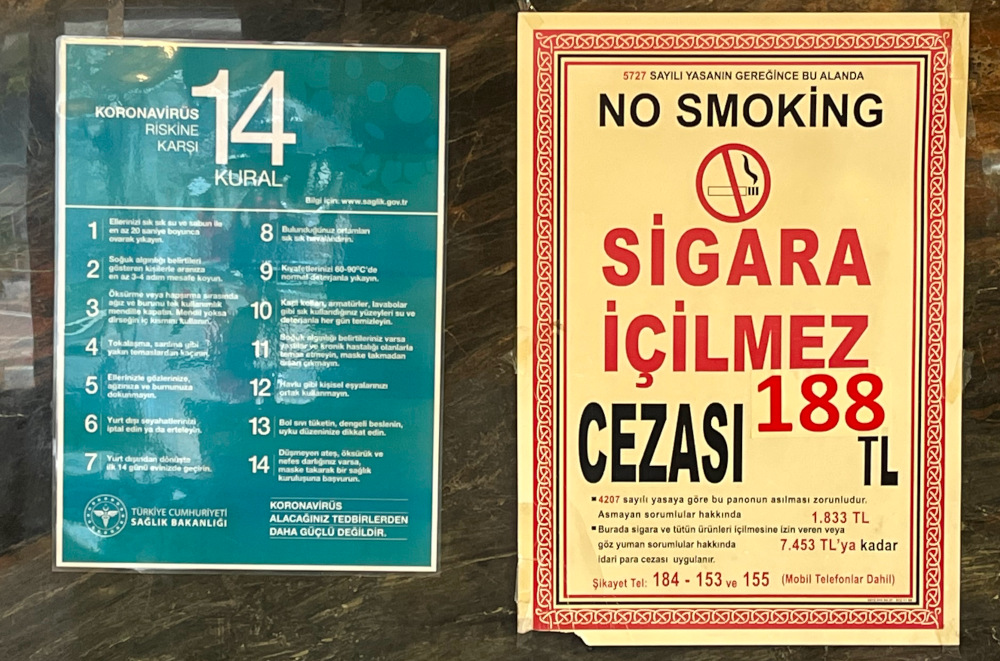 KORONAVİRÜS
RİSKİNE
KARŞI
14
KURAL
Bilgi için: www.saglik.gov.tr
1 Ellerinizi sık sık su ve sabun ile
en az 20 saniye boyunca
ovarak yıkayın.
2 Soğuk algınlığı belirtileri
gösteren kişilerle aranıza
en az 3-4 adım mesafe koyun.
3 Öksürme veya hapşırma sırasında
ağız ve burunu tek kullanımlık
mendille kapatın. Mendil yoksa
dirseğin iç kısmını kullanın.
4 Tokalaşma, sarılma gibi
yakın temaslardan kaçının.
5 Ellerinizle gözlerinize,
ağzınıza ve burnunuza
dokunmayın.
6 Yurt dışı seyahatlerinizi
iptal edin ya da erteleyin.
7 Yurt dışından dönüşte
ilk 14 günü evinizde geçirin.
8 Bulunduğunuz ortamları
sık sık havalandırın.
9 Kıyafetlerinizi 60-90°C'de
normal deterjanla yıkayın.
10 Kapı kolları, armatürler, lavabolar
gibi sık kullandığınız yüzeyleri su ve
deterjanla her gün temizleyin.
11 Soğuk algınlığı belirtileriniz varsa
yaşlılar ve kronik hastalığı olanlarla
temas etmeyin, maske takmadan
dışarı çıkmayın.
12 Havlu gibi kişisel eşyalarınızı
ortak kullanmayın.
13 Bol sıvı tüketin, dengeli beslenin,
uyku düzeninize dikkat edin.
14 Düşmeyen ateş, öksürük ve
nefes darlığınız varsa,
maske takarak bir sağlık
kuruluşuna başvurun.
TÜRKİYE CUMHURİYETİ
SAĞLIK BAKANLIĞI
KORONAVİRÜS
ALACAĞINIZ TEDBİRLERDEN
DAHA GÜÇLÜ DEĞİLDİR.
5727 SAYILI YASANIN GEREĞİNCE BU ALANDA
NO SMOKİNG
SİGARA
İÇİLMEZ
CEZASI 188 TL
4207 sayılı yasaya göre bu panonun asılması zorunludur.
Asmayan sorumlular hakkında 1.833 TL
Burada sigara ve tütün ürünleri içilmesine izin veren veya
göz yuman sorumlular hakkında 7.453 TL'ya kadar
idari para cezası uygulanır.
Şikayet Tel: 184 - 153 ve 155 (Mobil Telefonlar Dahil)